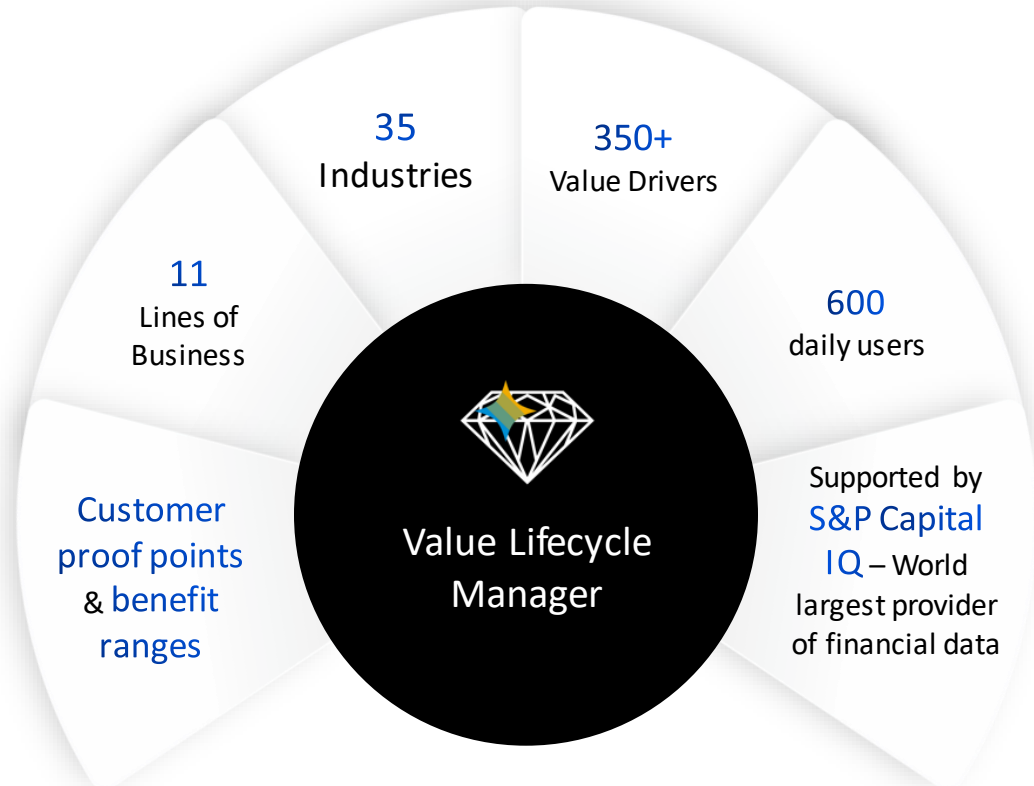 35
Industries
350+
Value Drivers
11
Lines of
Business
600
daily users
Customer
proof points
& benefit
ranges
Value Lifecycle
Manager
Supported by
S&P Capital
IQ – World
largest provider
of financial data